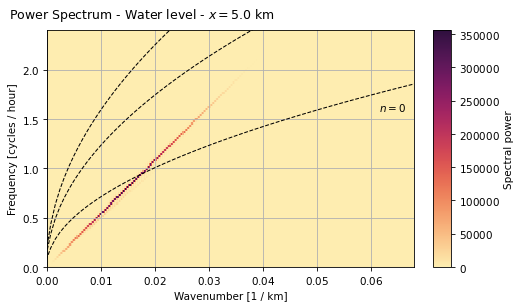 Power Spectrum - Water level - x = 5.0 km
Frequency [cycles / hour]
2.0
1.5
1.0
0.5
0.0
n = 0
0.00 0.01 0.02 0.03 0.04 0.05 0.06
Wavenumber [1 / km]
350000
300000
250000
200000
150000
100000
50000
0
Spectral power